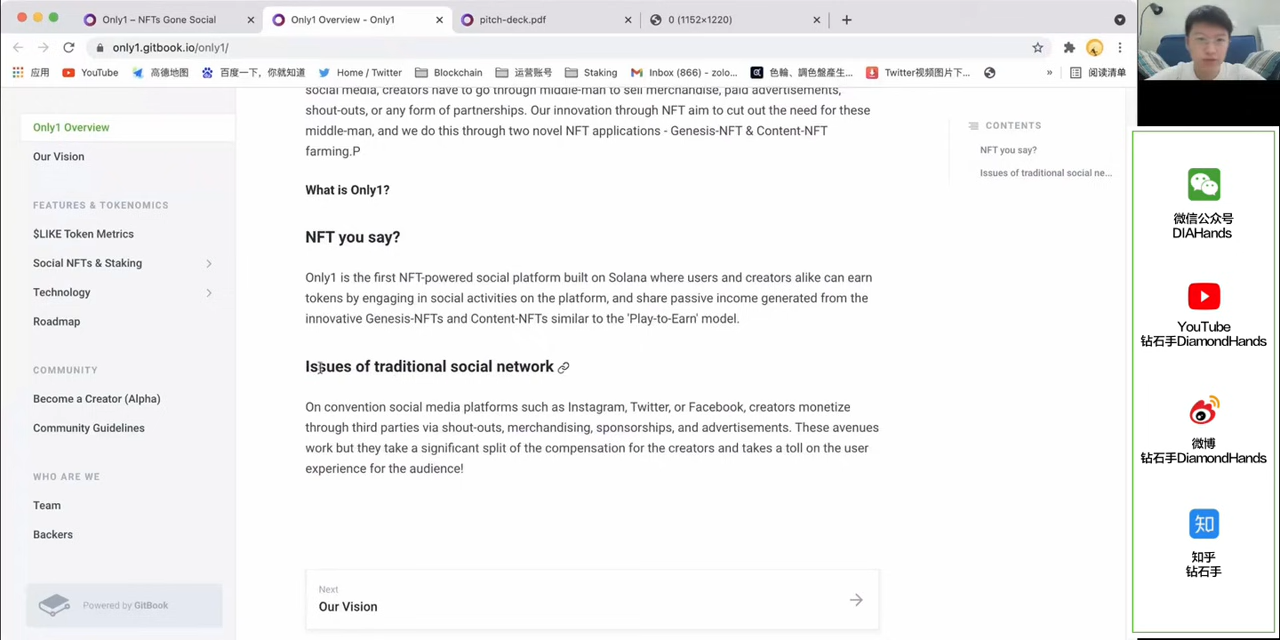 Only1 – NFTs Gone Social
Only1 Overview - Only1
pitch-deck.pdf
0 (1152×1220)
only1.gitbook.io/only1/
应用
YouTube
高德地图
百度一下，你就知道
Home / Twitter
Blockchain
运营账号
Staking
Inbox (866) - zolo...
色輪、調色盤產生...
Twitter视频图片下...
»
阅读清单
Only1 Overview
Our Vision
FEATURES & TOKENOMICS
$LIKE Token Metrics
Social NFTs & Staking
Technology
Roadmap
COMMUNITY
Become a Creator (Alpha)
Community Guidelines
WHO ARE WE
Team
Backers
Powered by GitBook
social media, creators have to go through middle-man to sell merchandise, paid advertisements,
shout-outs, or any form of partnerships. Our innovation through NFT aim to cut out the need for these
middle-man, and we do this through two novel NFT applications - Genesis-NFT & Content-NFT
farming.P
What is Only1?
NFT you say?
Only1 is the first NFT-powered social platform built on Solana where users and creators alike can earn
tokens by engaging in social activities on the platform, and share passive income generated from the
innovative Genesis-NFTs and Content-NFTs similar to the 'Play-to-Earn' model.
Issues of traditional social network
On convention social media platforms such as Instagram, Twitter, or Facebook, creators monetize
through third parties via shout-outs, merchandising, sponsorships, and advertisements. These avenues
work but they take a significant split of the compensation for the creators and takes a toll on the user
experience for the audience!
Next
Our Vision
CONTENTS
NFT you say?
Issues of traditional social ne...
微信公众号
DIAHands
YouTube
钻石手DiamondHands
微博
钻石手DiamondHands
知
知乎
钻石手